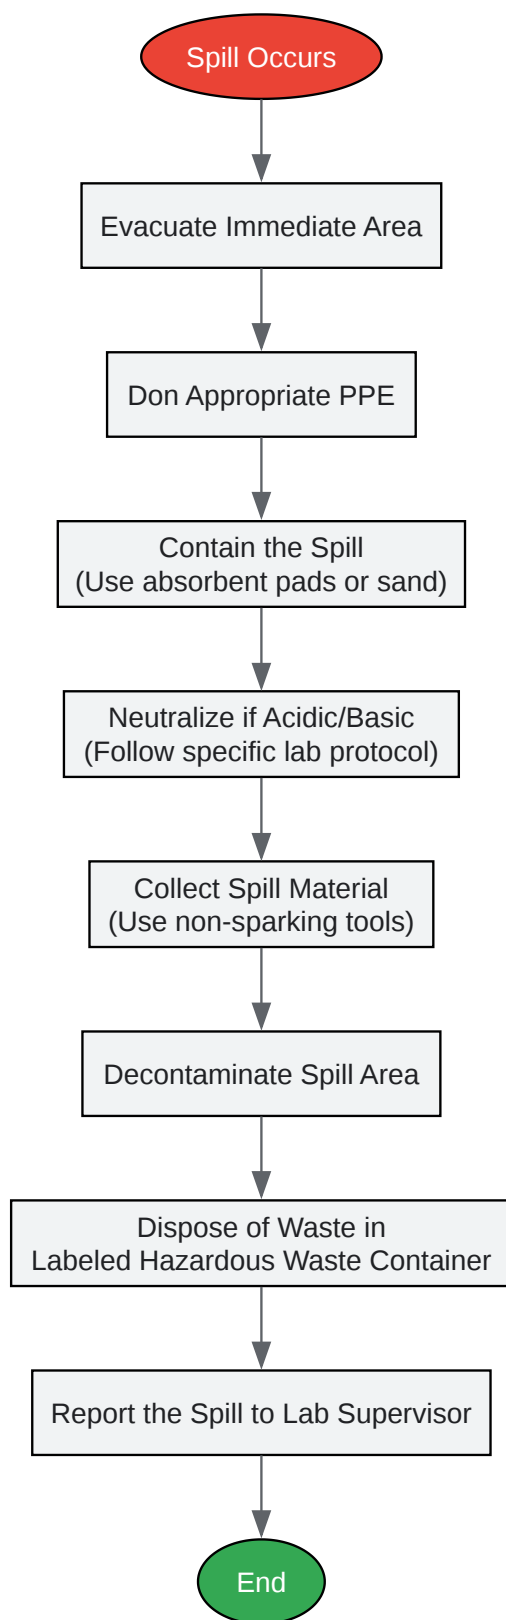 Spill Occurs
Evacuate Immediate Area
Don Appropriate PPE
Contain the Spill
(Use absorbent pads or sand)
Neutralize if Acidic/Basic
(Follow specific lab protocol)
Collect Spill Material
(Use non-sparking tools)
Decontaminate Spill Area
Dispose of Waste in
Labeled Hazardous Waste Container
Report the Spill to Lab Supervisor
End